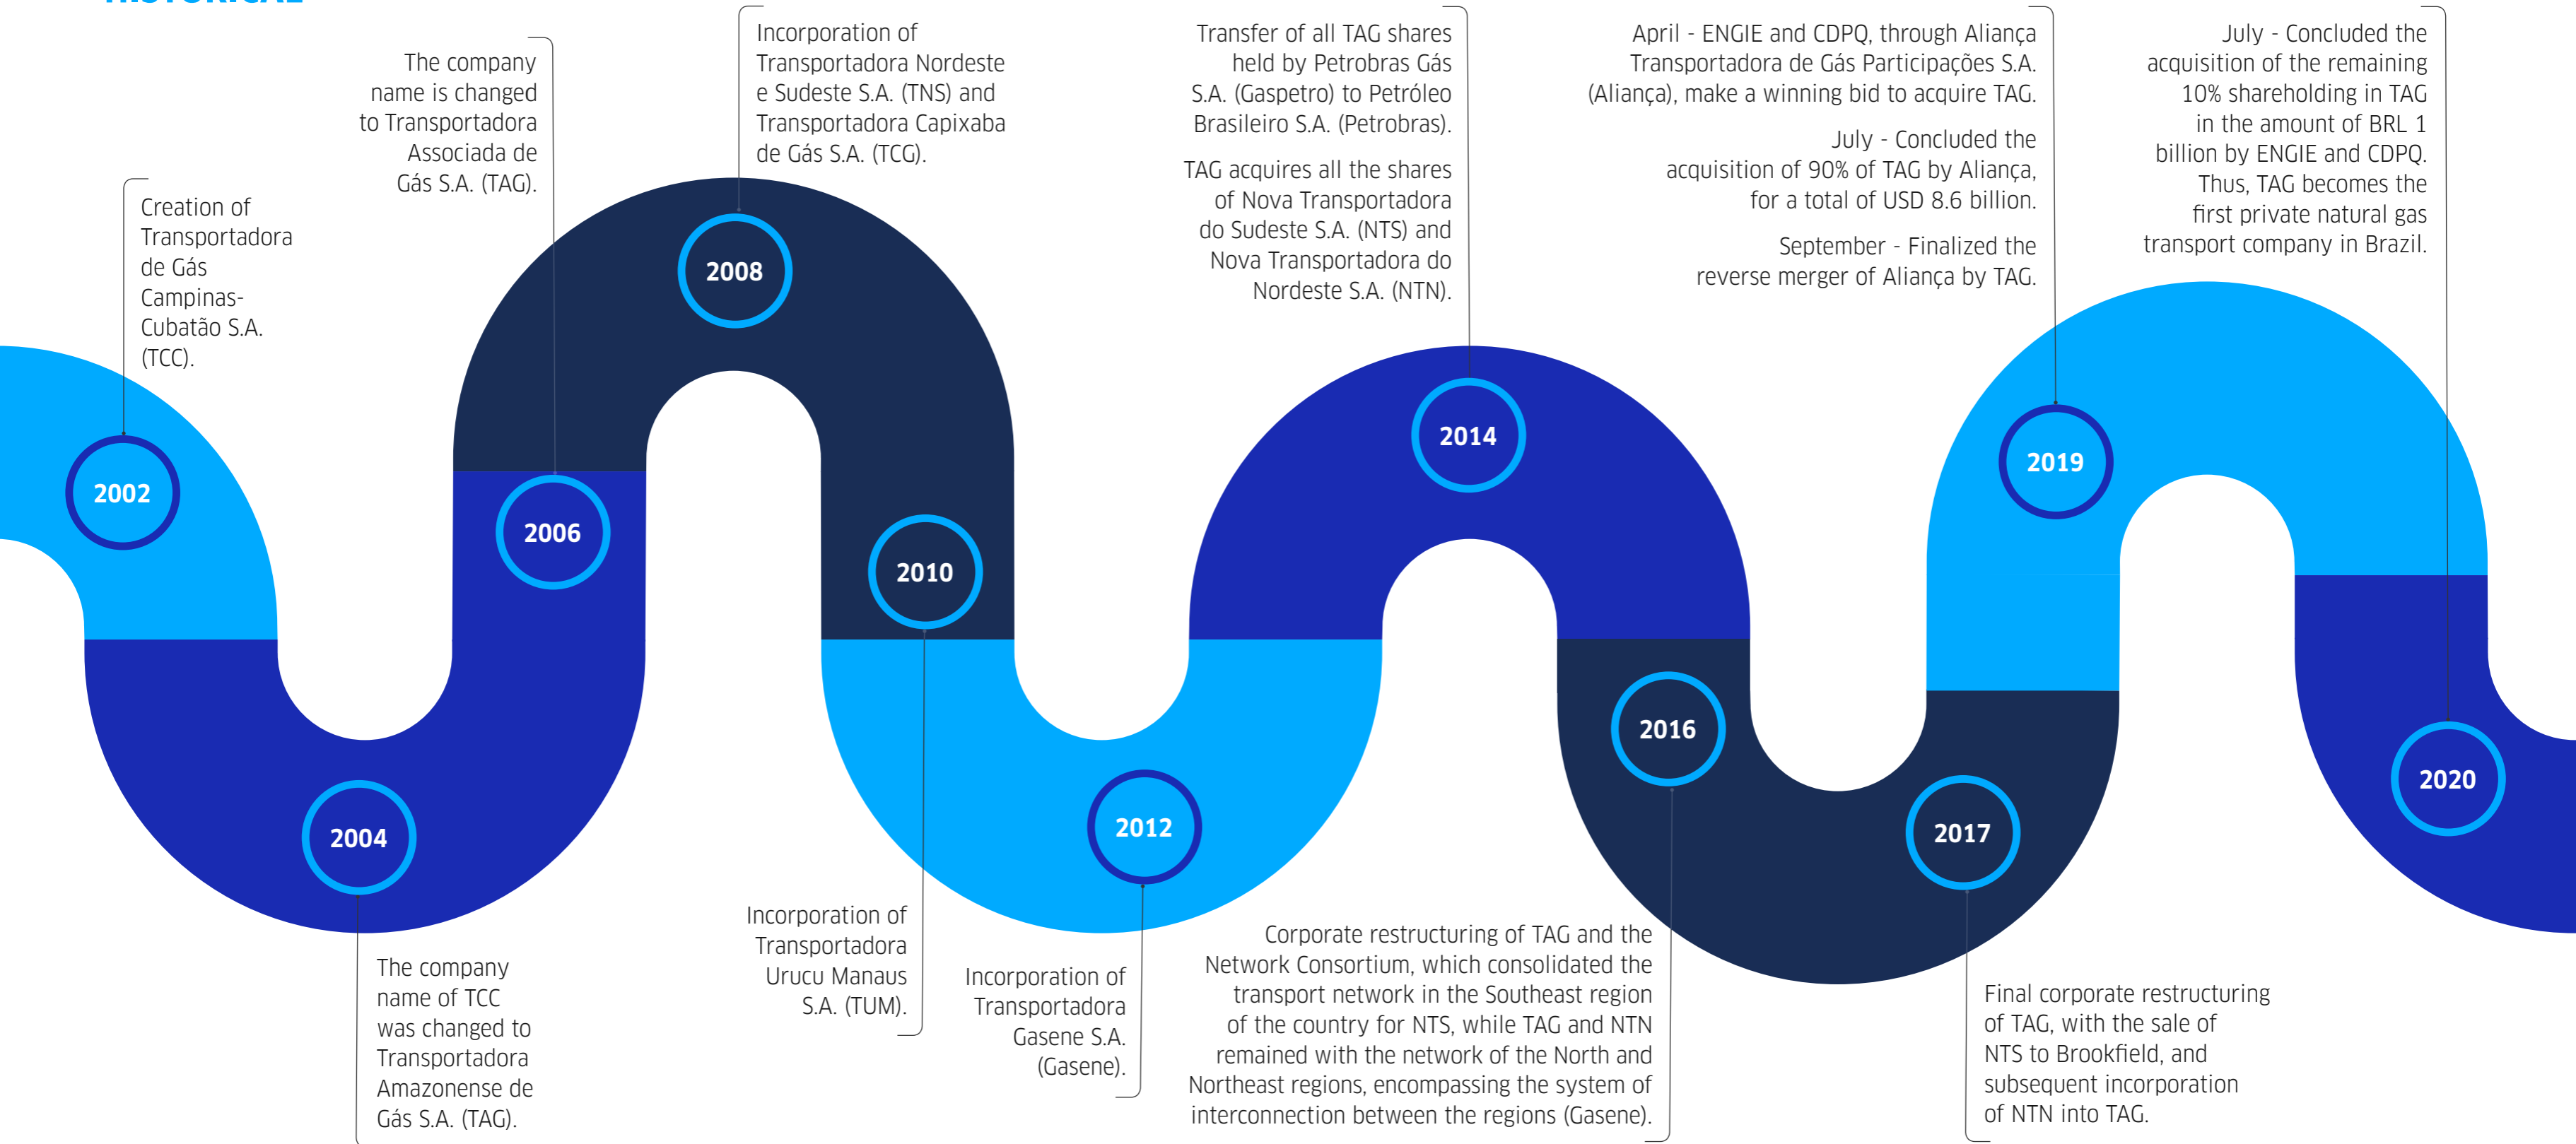 HISTORICAL
Creation of
Transportadora
de Gás
Campinas-
Cubatão S.A.
(TCC).
2002
2004
The company
name of TCC
was changed to
Transportadora
Amazonense de
Gás S.A. (TAG).
The company
name is changed
to Transportadora
Associada de
Gás S.A. (TAG).
2006
Incorporation of
Transportadora Nordeste
e Sudeste S.A. (TNS) and
Transportadora Capixaba
de Gás S.A. (TCG).
2008
2010
Incorporation of
Transportadora
Urucu Manaus
S.A. (TUM).
2012
Incorporation of
Transportadora
Gasene S.A.
(Gasene).
Transfer of all TAG shares
held by Petrobras Gás
S.A. (Gaspetro) to Petróleo
Brasileiro S.A. (Petrobras).
TAG acquires all the shares
of Nova Transportadora
do Sudeste S.A. (NTS) and
Nova Transportadora do
Nordeste S.A. (NTN).
2014
2016
Corporate restructuring of TAG and the
Network Consortium, which consolidated the
transport network in the Southeast region
of the country for NTS, while TAG and NTN
remained with the network of the North and
Northeast regions, encompassing the system of
interconnection between the regions (Gasene).
2017
Final corporate restructuring
of TAG, with the sale of
NTS to Brookfield, and
subsequent incorporation
of NTN into TAG.
April - ENGIE and CDPQ, through Aliança
Transportadora de Gás Participações S.A.
(Aliança), make a winning bid to acquire TAG.
July - Concluded the
acquisition of 90% of TAG by Aliança,
for a total of USD 8.6 billion.
September - Finalized the
reverse merger of Aliança by TAG.
2019
July - Concluded the
acquisition of the remaining
10% shareholding in TAG
in the amount of BRL 1
billion by ENGIE and CDPQ.
Thus, TAG becomes the
first private natural gas
transport company in Brazil.
2020